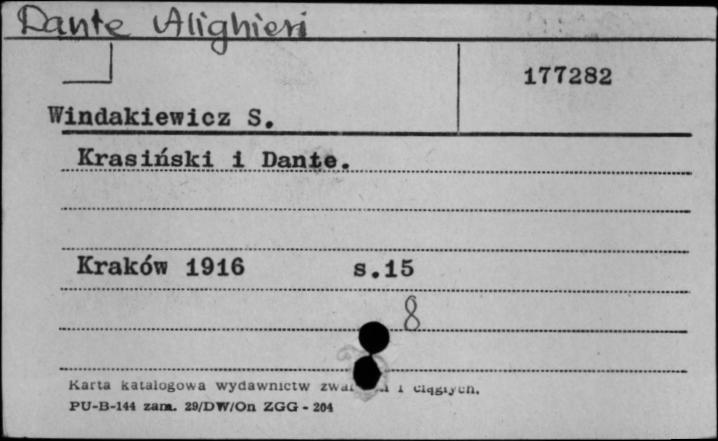 Dante Alighieri
177282
Windakiewicz S.
Krasiński i Dante.
Kraków 1916 s.15
8
Karta katalogowa wydawnictw i ciągłych.
PU-B-144 zam. 29/DW/On ZGG - 204